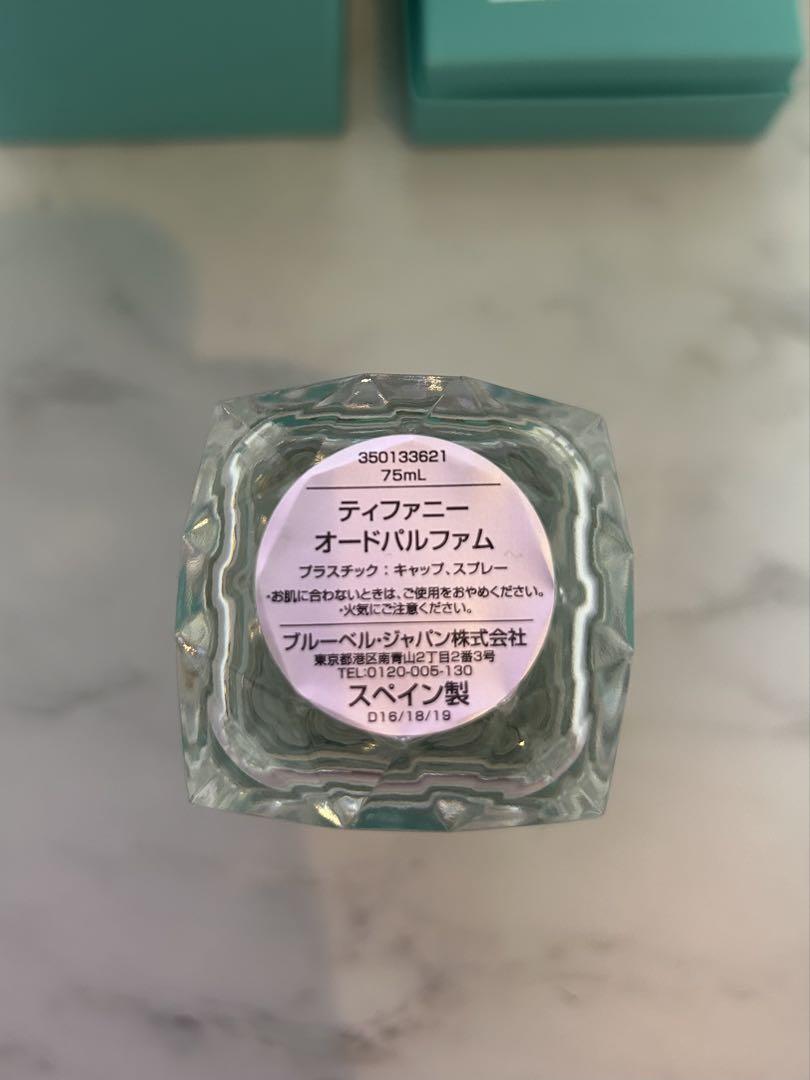 350133621
75mL
ティファニー
オードパルファム
プラスチック：キャップ、スプレー
・お肌に合わないときは、ご使用をおやめください。
・火気にご注意ください。
ブルーベル・ジャパン株式会社
東京都港区南青山2丁目2番3号
TEL:0120-005-130
スペイン製
D16/18/19